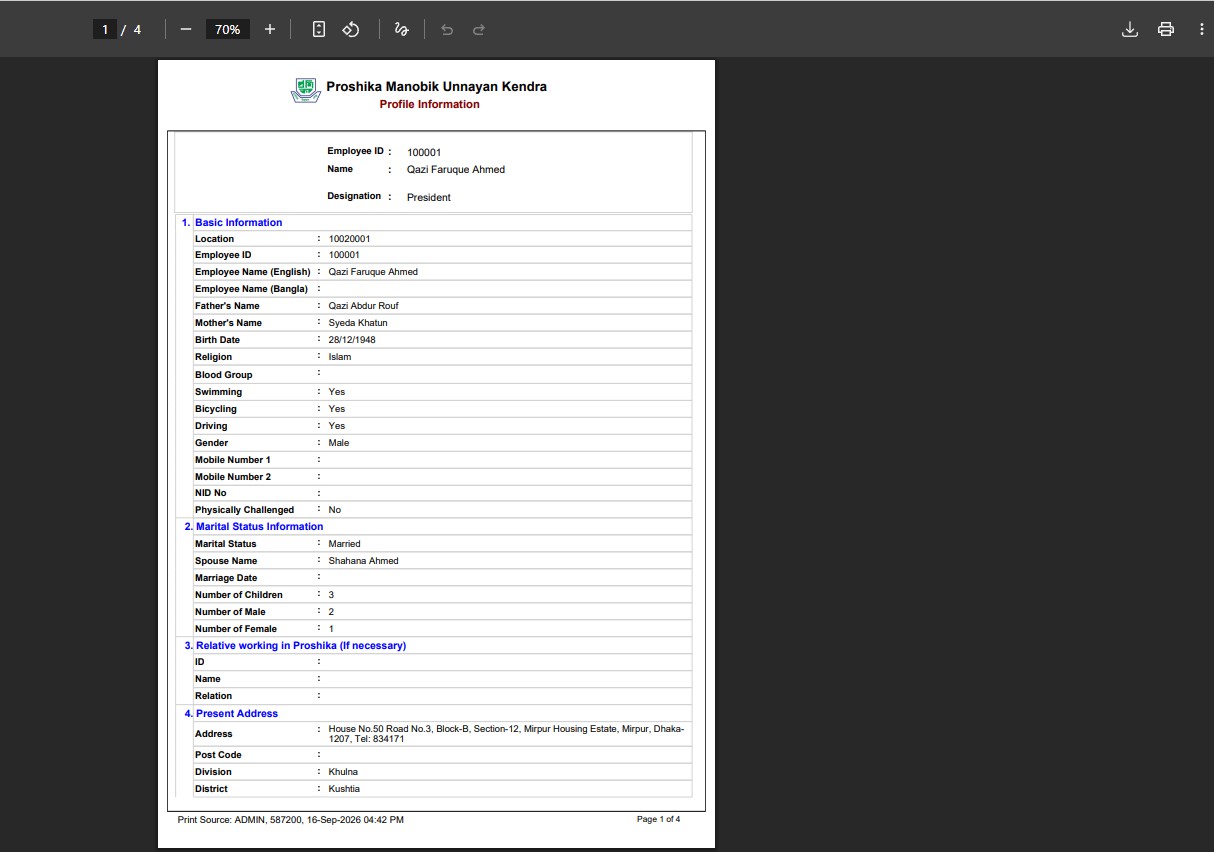 1 / 4 70%
Proshika Manobik Unnayan Kendra
Profile Information
Employee ID : 100001
Name : Qazi Faruque Ahmed
Designation : President
1. Basic Information
Location : 10020001
Employee ID : 100001
Employee Name (English) : Qazi Faruque Ahmed
Employee Name (Bangla) :
Father's Name : Qazi Abdur Rouf
Mother's Name : Syeda Khatun
Birth Date : 28/12/1948
Religion : Islam
Blood Group :
Swimming : Yes
Bicycling : Yes
Driving : Yes
Gender : Male
Mobile Number 1 :
Mobile Number 2 :
NID No :
Physically Challenged : No
2. Marital Status Information
Marital Status : Married
Spouse Name : Shahana Ahmed
Marriage Date :
Number of Children : 3
Number of Male : 2
Number of Female : 1
3. Relative working in Proshika (If necessary)
ID :
Name :
Relation :
4. Present Address
Address : House No.50 Road No.3, Block-B, Section-12, Mirpur Housing Estate, Mirpur, Dhaka-
1207, Tel: 834171
Post Code :
Division : Khulna
District : Kushtia
Print Source: ADMIN, 587200, 16-Sep-2026 04:42 PM Page 1 of 4